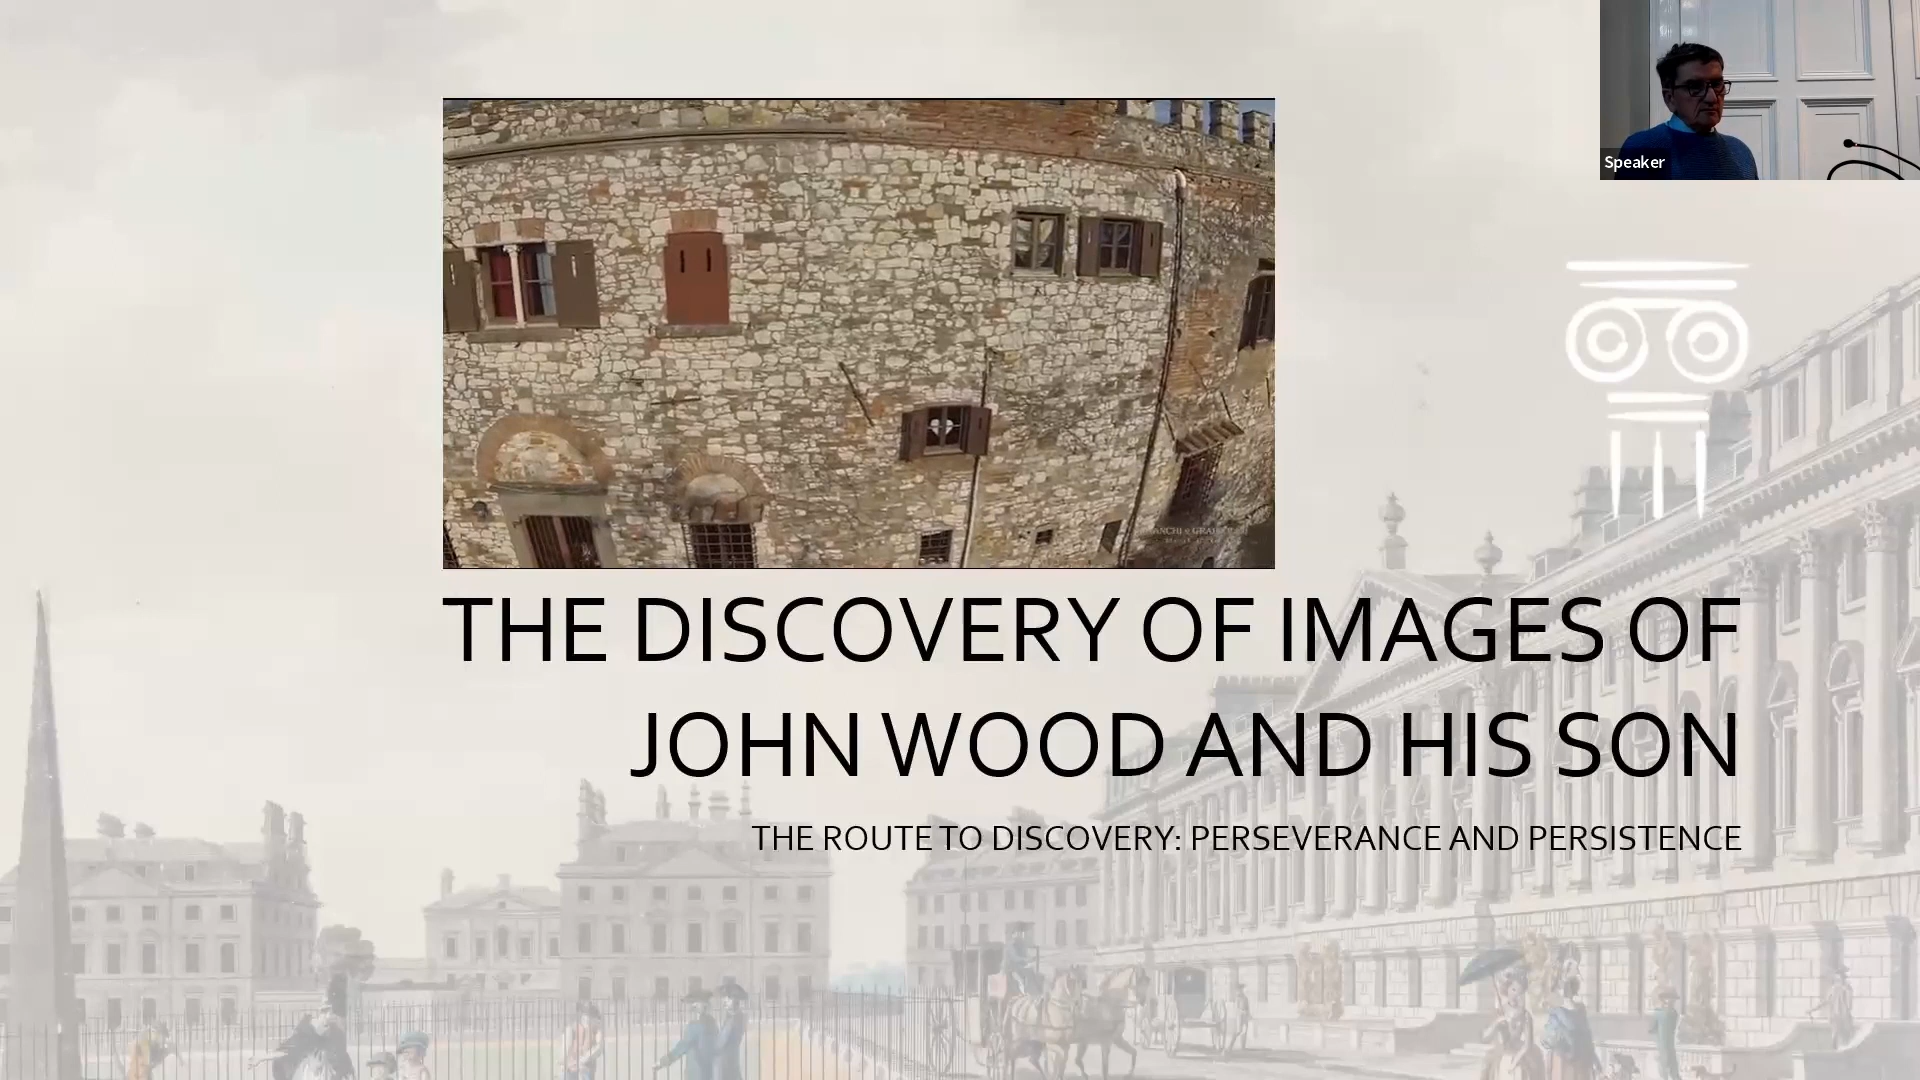 Speaker
THE DISCOVERY OF IMAGES OF
JOHN WOOD AND HIS SON
THE ROUTE TO DISCOVERY: PERSEVERANCE AND PERSISTENCE